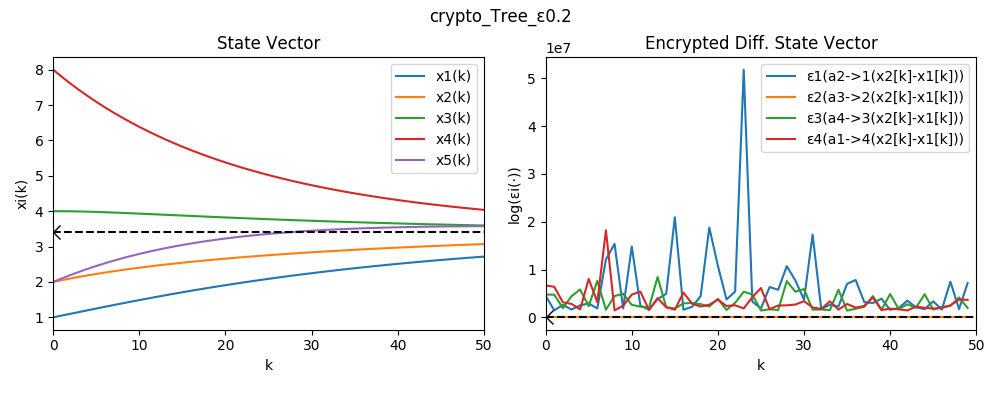 crypto_Tree_ε0.2
State Vector
xi(k)
8
7
6
5
4
3
2
1
0
10
20
30
40
50
k
x1(k)
x2(k)
x3(k)
x4(k)
x5(k)
Encrypted Diff. State Vector
1e7
log(εi(·))
5
4
3
2
1
0
0
10
20
30
40
50
k
ε1(a2->1(x2[k]-x1[k]))
ε2(a3->2(x2[k]-x1[k]))
ε3(a4->3(x2[k]-x1[k]))
ε4(a1->4(x2[k]-x1[k]))